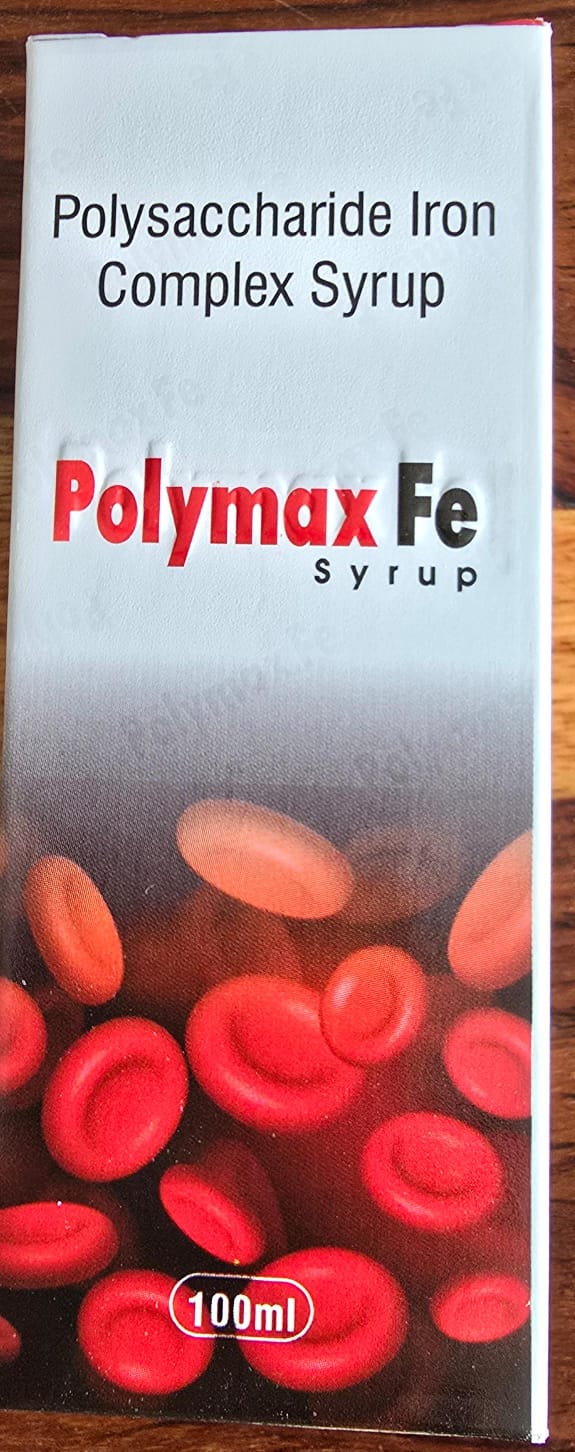 Polysaccharide Iron
Complex Syrup
Polymax Fe
Syrup
100ml